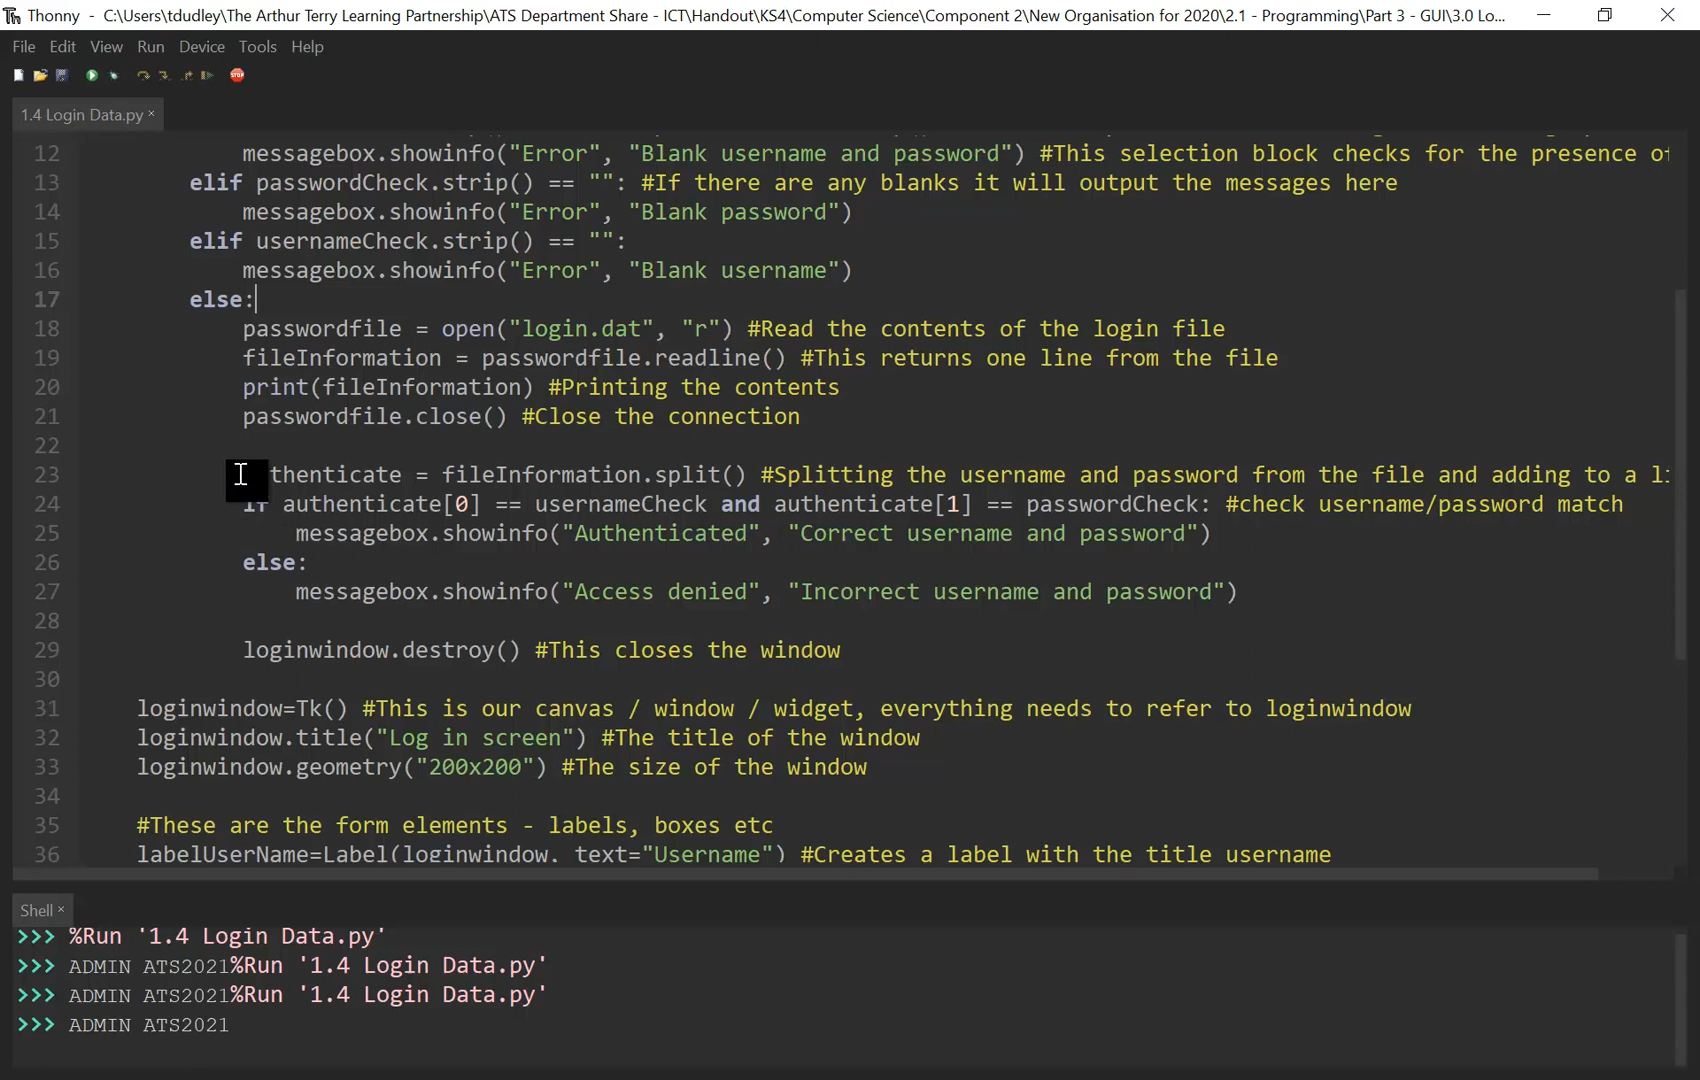 Thonny - C:\Users\tdudley\The Arthur Terry Learning Partnership\ATS Department Share - ICT\Handout\KS4\Computer Science\Component 2\New Organisation for 2020\2.1 - Programming\Part 3 - GUI\3.0 Lo...
File Edit View Run Device Tools Help
STOP
1.4 Login Data.py ×
12 messagebox.showinfo("Error", "Blank username and password") #This selection block checks for the presence of
13 elif passwordCheck.strip() == "": #If there are any blanks it will output the messages here
14 messagebox.showinfo("Error", "Blank password")
15 elif usernameCheck.strip() == "":
16 messagebox.showinfo("Error", "Blank username")
17 else:
18 passwordfile = open("login.dat", "r") #Read the contents of the login file
19 fileInformation = passwordfile.readline() #This returns one line from the file
20 print(fileInformation) #Printing the contents
21 passwordfile.close() #Close the connection
22
23 thenticate = fileInformation.split() #Splitting the username and password from the file and adding to a li
24 if authenticate[0] == usernameCheck and authenticate[1] == passwordCheck: #check username/password match
25 messagebox.showinfo("Authenticated", "Correct username and password")
26 else:
27 messagebox.showinfo("Access denied", "Incorrect username and password")
28
29 loginwindow.destroy() #This closes the window
30
31 loginwindow=Tk() #This is our canvas / window / widget, everything needs to refer to loginwindow
32 loginwindow.title("Log in screen") #The title of the window
33 loginwindow.geometry("200x200") #The size of the window
34
35 #These are the form elements - labels, boxes etc
36 labelUserName=Label(loginwindow, text="Username") #Creates a label with the title username
Shell ×
>>> %Run '1.4 Login Data.py'
>>> ADMIN ATS2021%Run '1.4 Login Data.py'
>>> ADMIN ATS2021%Run '1.4 Login Data.py'
>>> ADMIN ATS2021